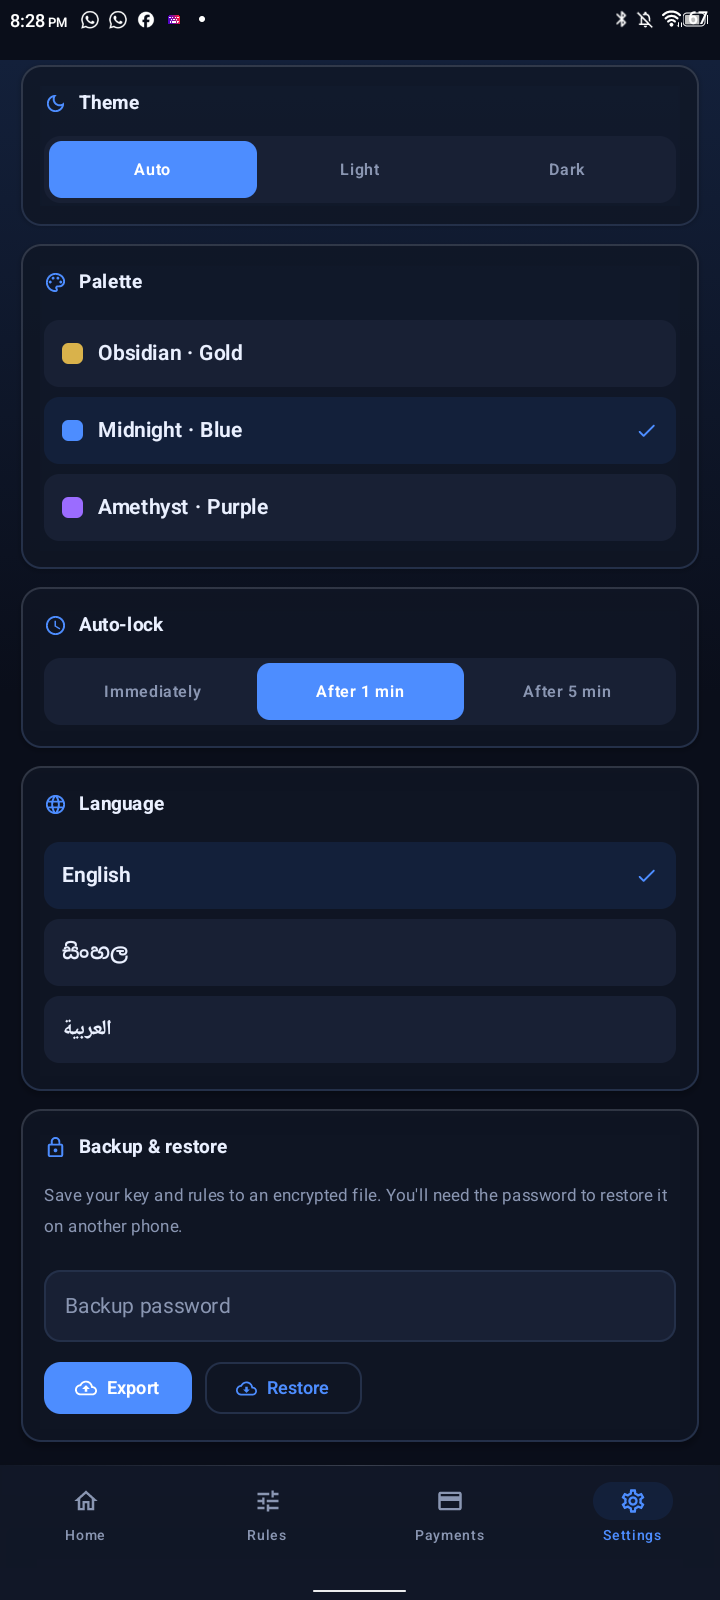 8:28 PM
67
Theme
Auto Light Dark
Palette
Obsidian · Gold
Midnight · Blue
Amethyst · Purple
Auto-lock
Immediately After 1 min After 5 min
Language
English
සිංහල
العربية
Backup & restore
Save your key and rules to an encrypted file. You'll need the password to restore it
on another phone.
Backup password
Export Restore
Home Rules Payments Settings